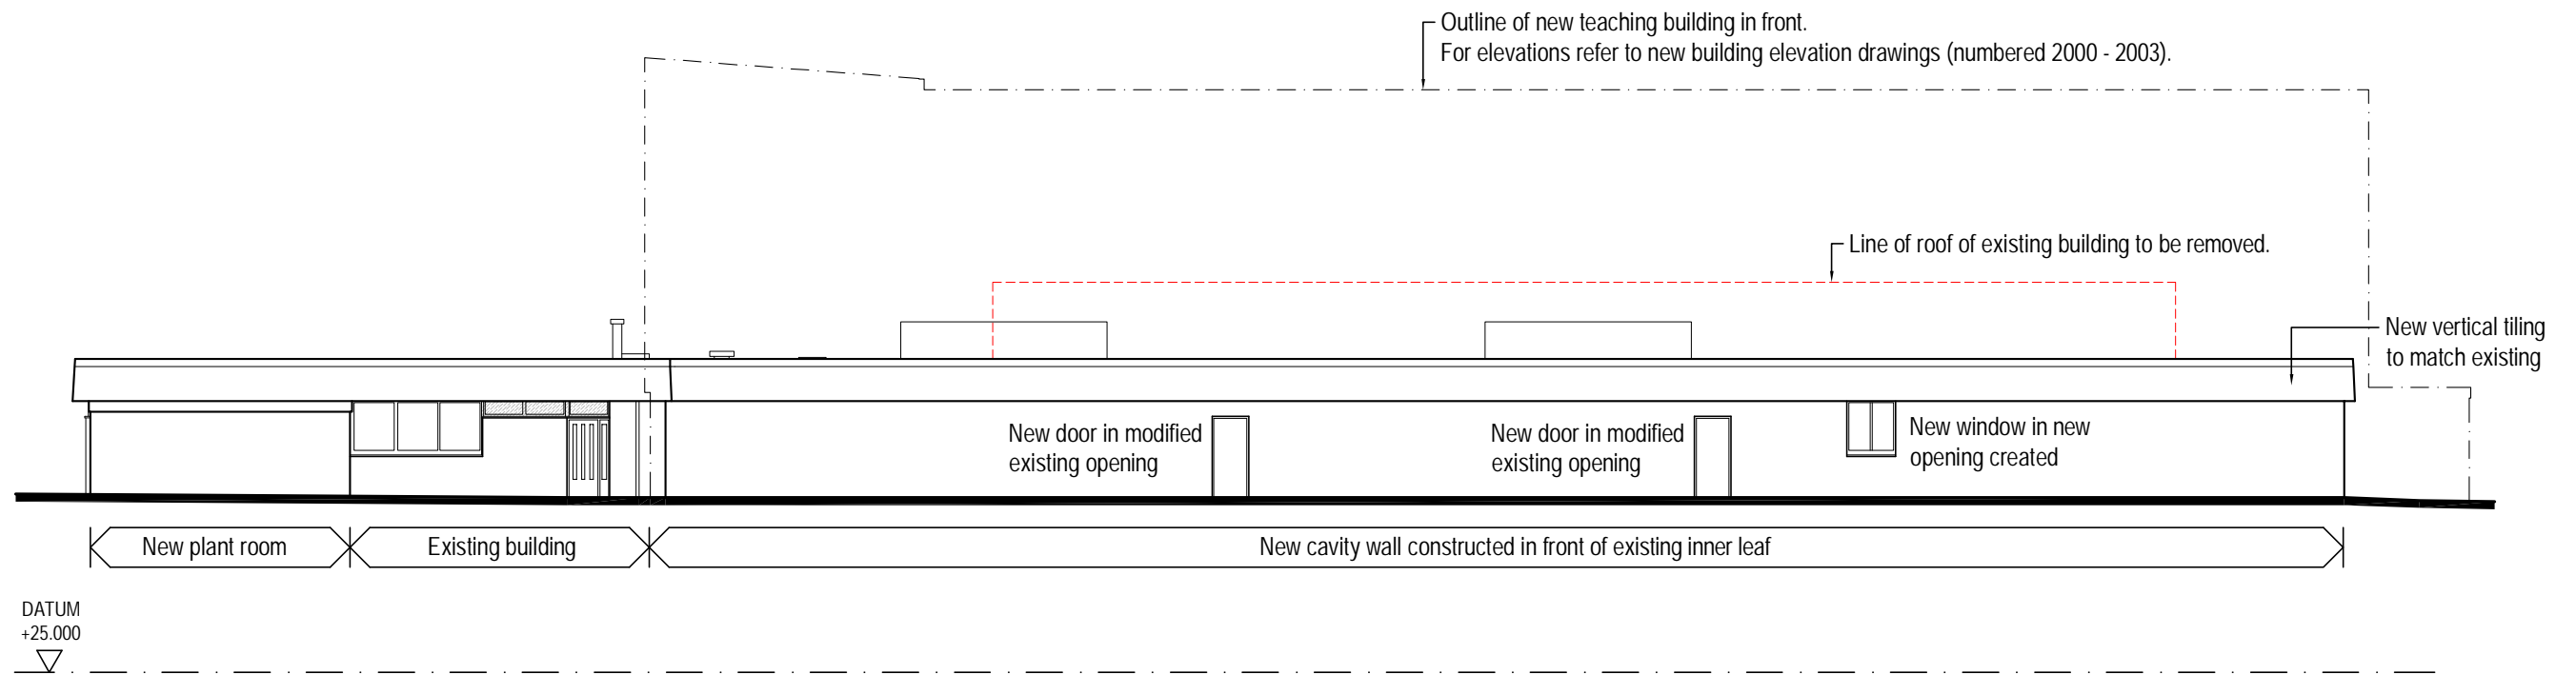 Outline of new teaching building in front.
For elevations refer to new building elevation drawings (numbered 2000 - 2003).
Line of roof of existing building to be removed.
New vertical tiling
to match existing
New door in modified
existing opening
New door in modified
existing opening
New window in new
opening created
New plant room
Existing building
New cavity wall constructed in front of existing inner leaf
DATUM
+25.000